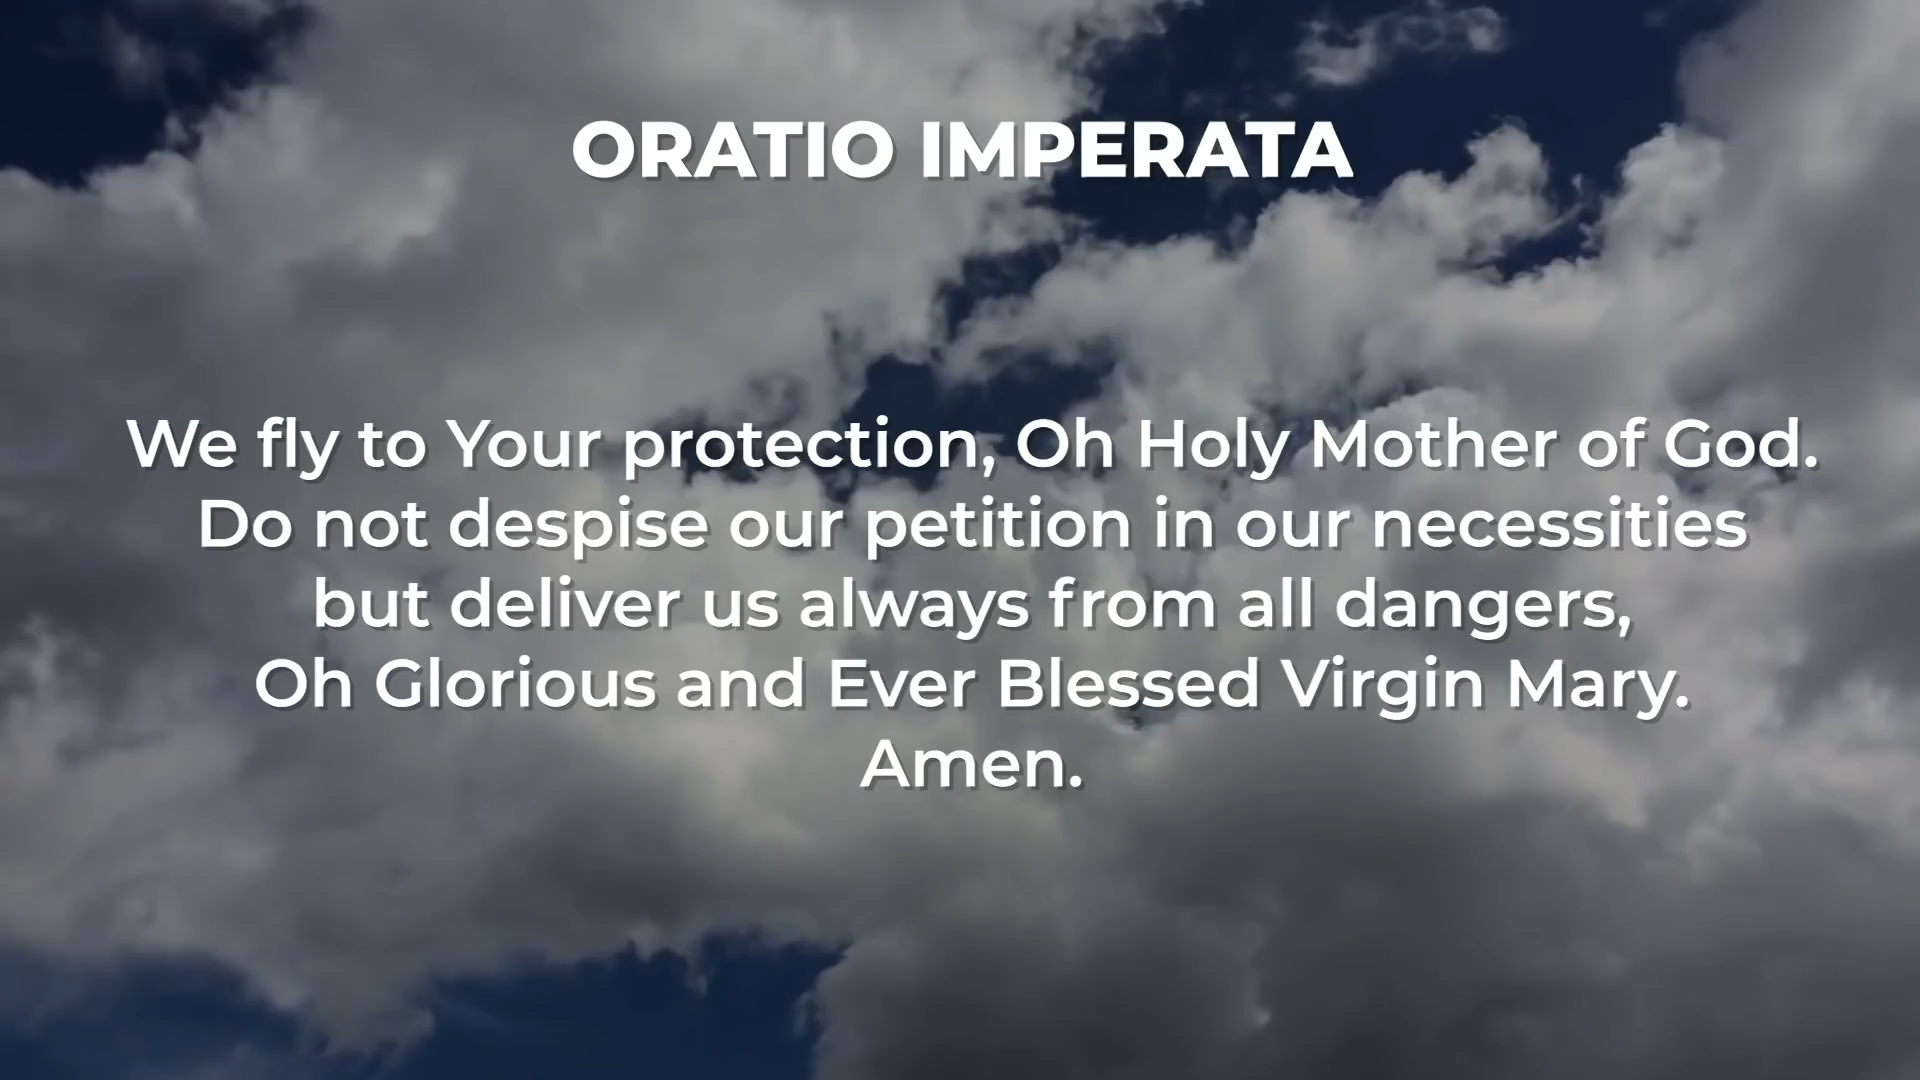 ORATIO IMPERATA
We fly to Your protection, Oh Holy Mother of God.
Do not despise our petition in our necessities
but deliver us always from all dangers,
Oh Glorious and Ever Blessed Virgin Mary.
Amen.